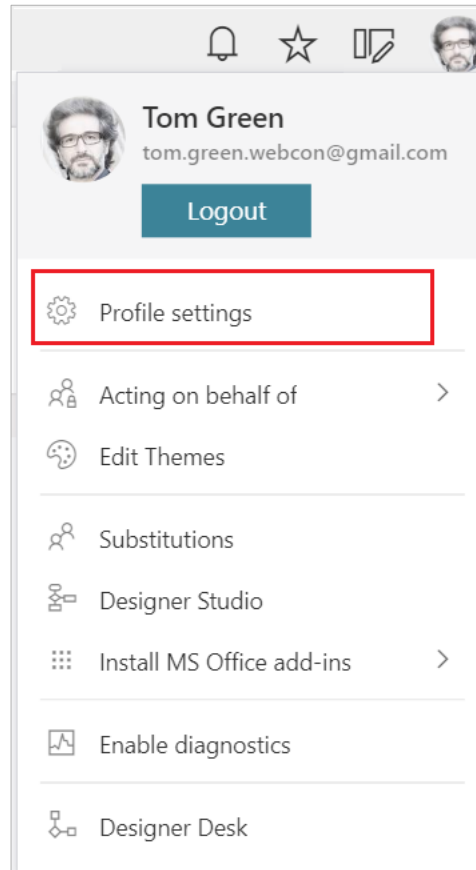 Tom Green
tom.green.webcon@gmail.com
Logout
Profile settings
Acting on behalf of
Edit Themes
Substitutions
Designer Studio
Install MS Office add-ins
Enable diagnostics
Designer Desk